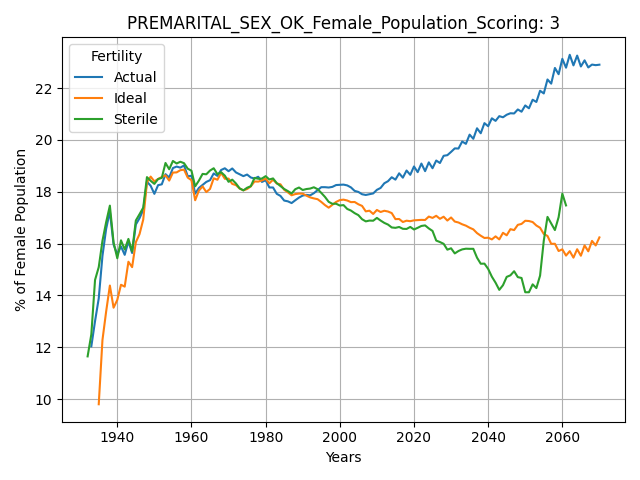 PREMARITAL_SEX_OK_Female_Population_Scoring: 3
Fertility
Actual
Ideal
Sterile
% of Female Population
22
20
18
16
14
12
10
1940 1960 1980 2000 2020 2040 2060
Years